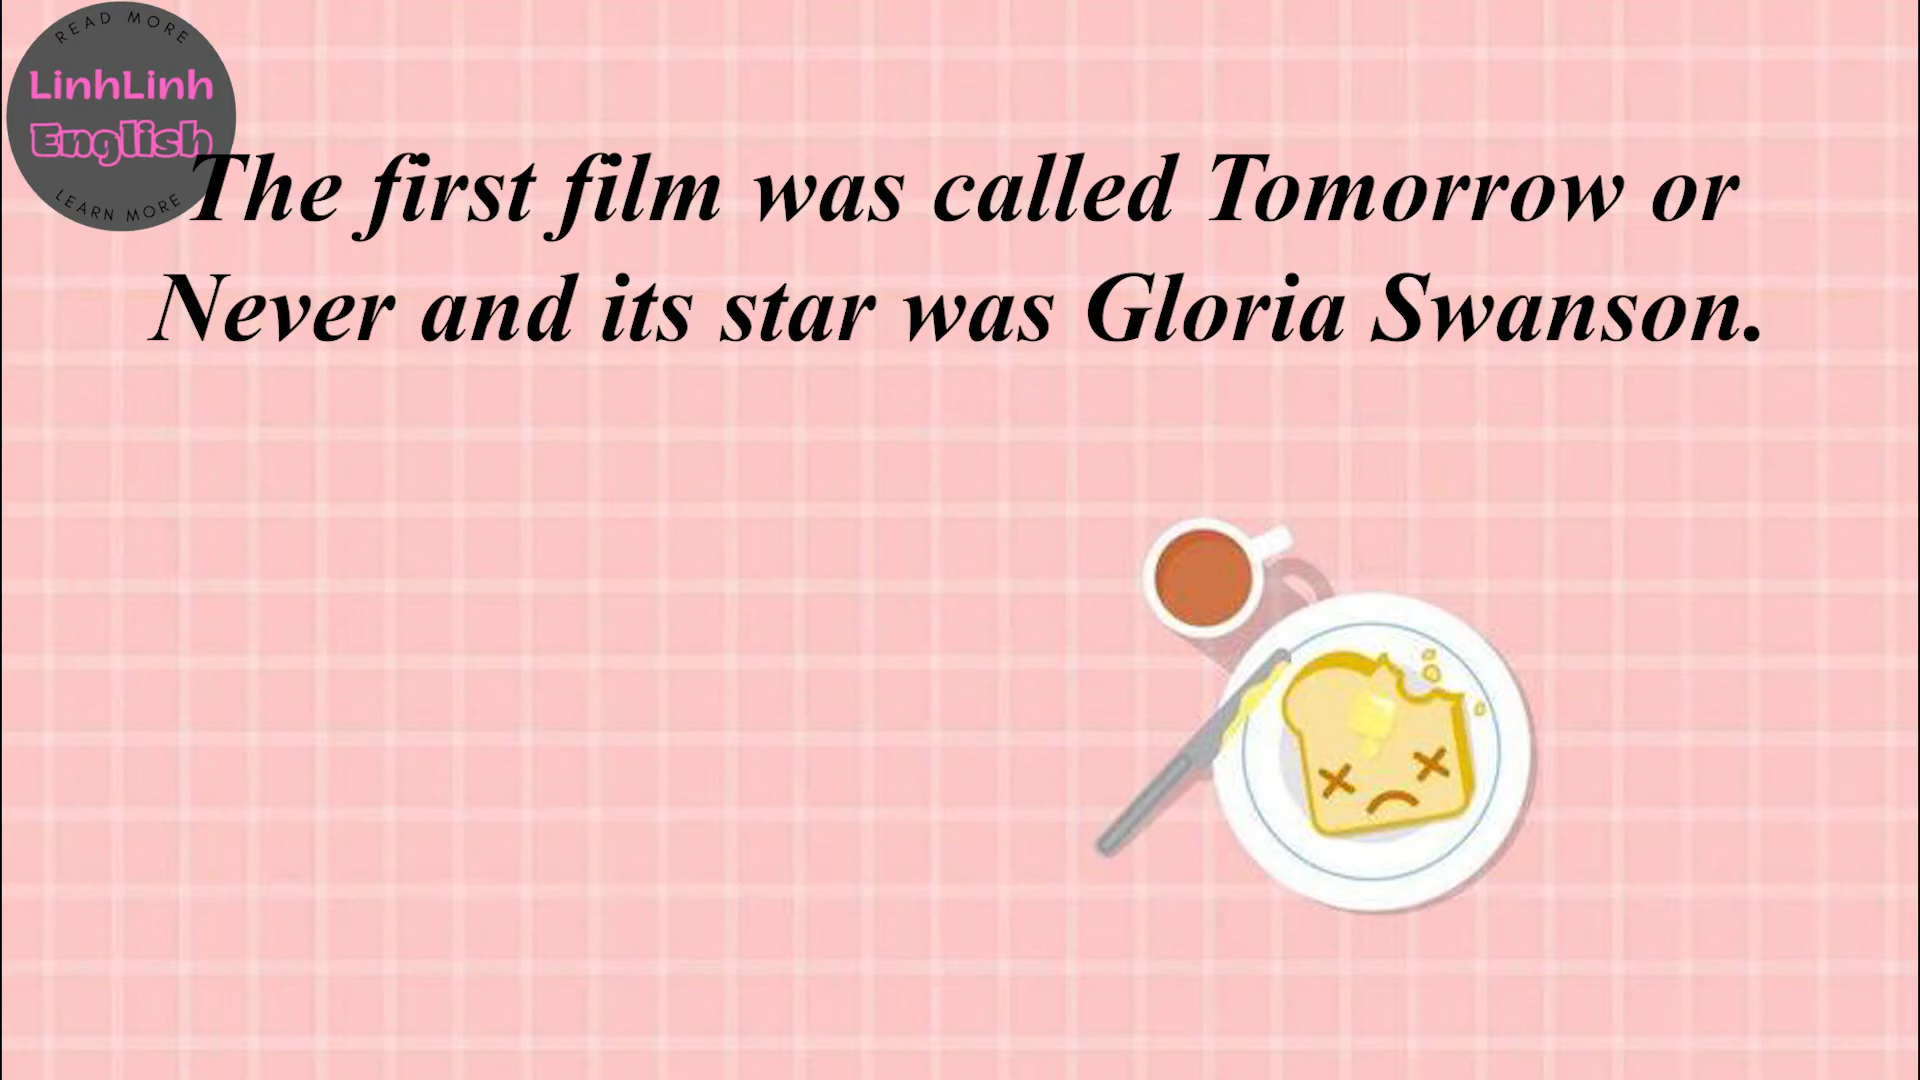 READ MORE
LinhLinh
English
LEARN MORE
The first film was called Tomorrow or
Never and its star was Gloria Swanson.